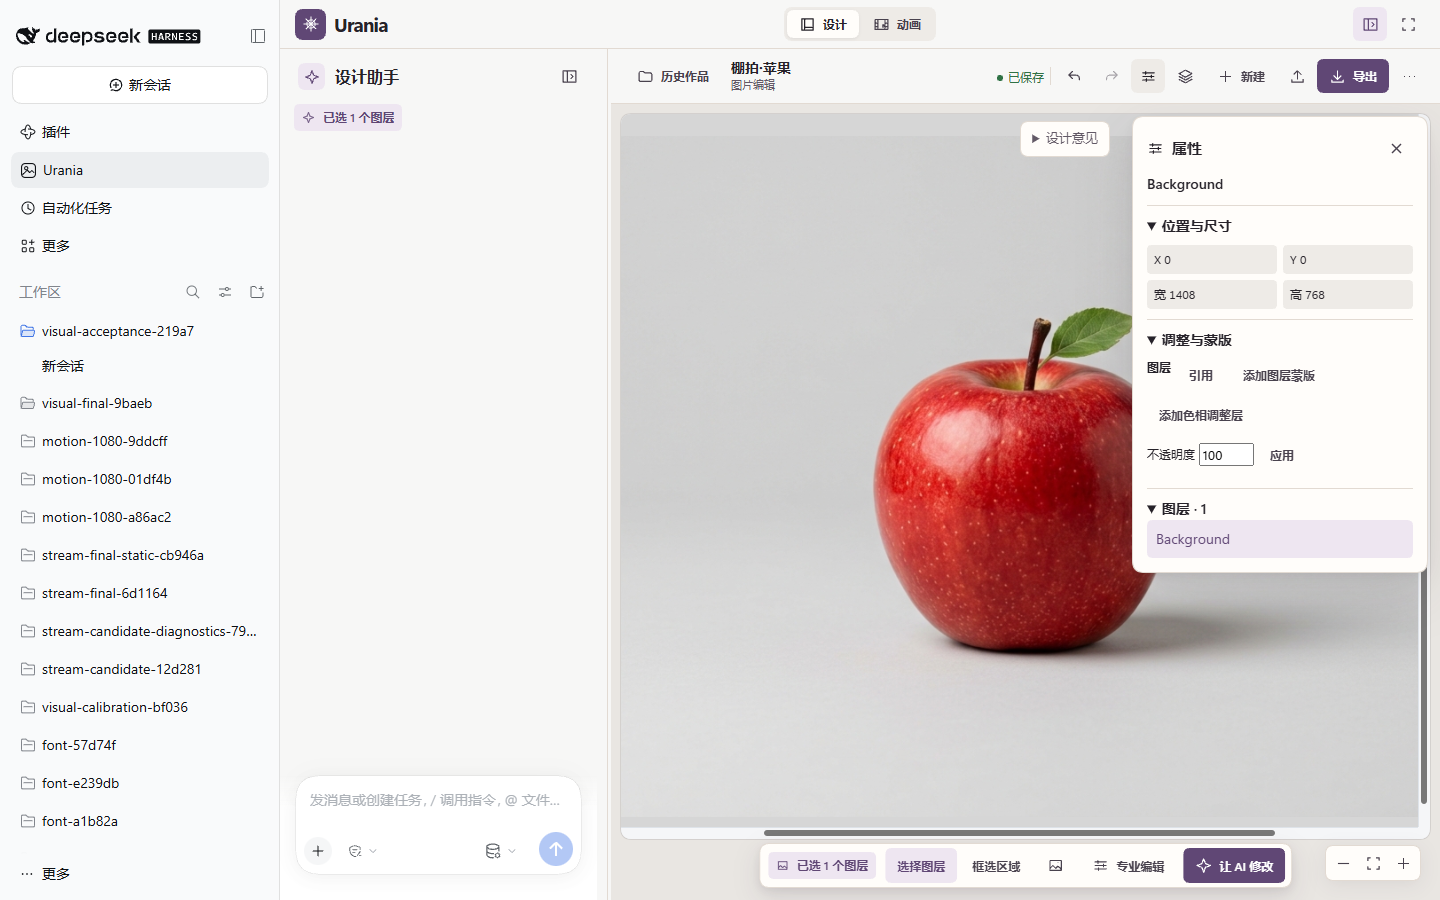 deepseek HARNESS
新会话
插件
Urania
自动化任务
更多
工作区
visual-acceptance-219a7
新会话
visual-final-9baeb
motion-1080-9ddcff
motion-1080-01df4b
motion-1080-a86ac2
stream-final-static-cb946a
stream-final-6d1164
stream-candidate-diagnostics-79...
stream-candidate-12d281
visual-calibration-bf036
font-57d74f
font-e239db
font-a1b82a
更多
Urania
设计
动画
设计助手
已选 1 个图层
发消息或创建任务, / 调用指令, @ 文件...
历史作品
棚拍·苹果
图片编辑
已保存
新建
导出
设计意见
属性
Background
位置与尺寸
X 0
Y 0
宽 1408
高 768
调整与蒙版
图层
引用
添加图层蒙版
添加色相调整层
不透明度 100 应用
图层 · 1
Background
已选 1 个图层
选择图层
框选区域
专业编辑
让 AI 修改